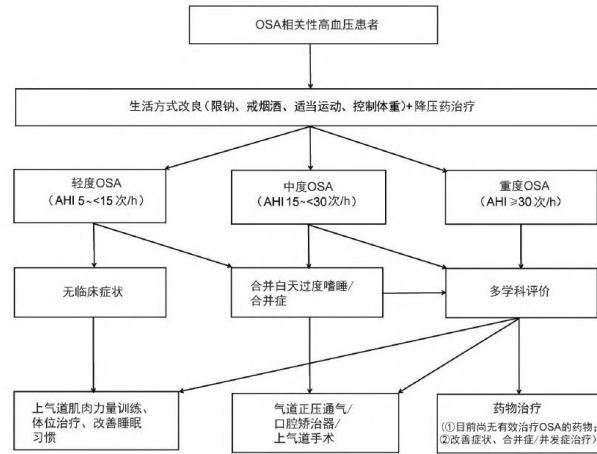 OSA相关性高血压患者
生活方式改良(限钠、戒烟酒、适当运动、控制体重)+降压药治疗
轻度OSA
(AHI 5~<15 次/h)
中度OSA
(AHI 15~<30 次/h)
重度OSA
(AHI ≥30 次/h)
无临床症状
合并白天过度嗜睡/
合并症
多学科评价
上气道肌肉力量训练、
体位治疗、改善睡眠
习惯
气道正压通气/
口腔矫治器/
上气道手术
药物治疗
(①目前尚无有效治疗OSA的药物;
②改善症状、合并症/并发症治疗)